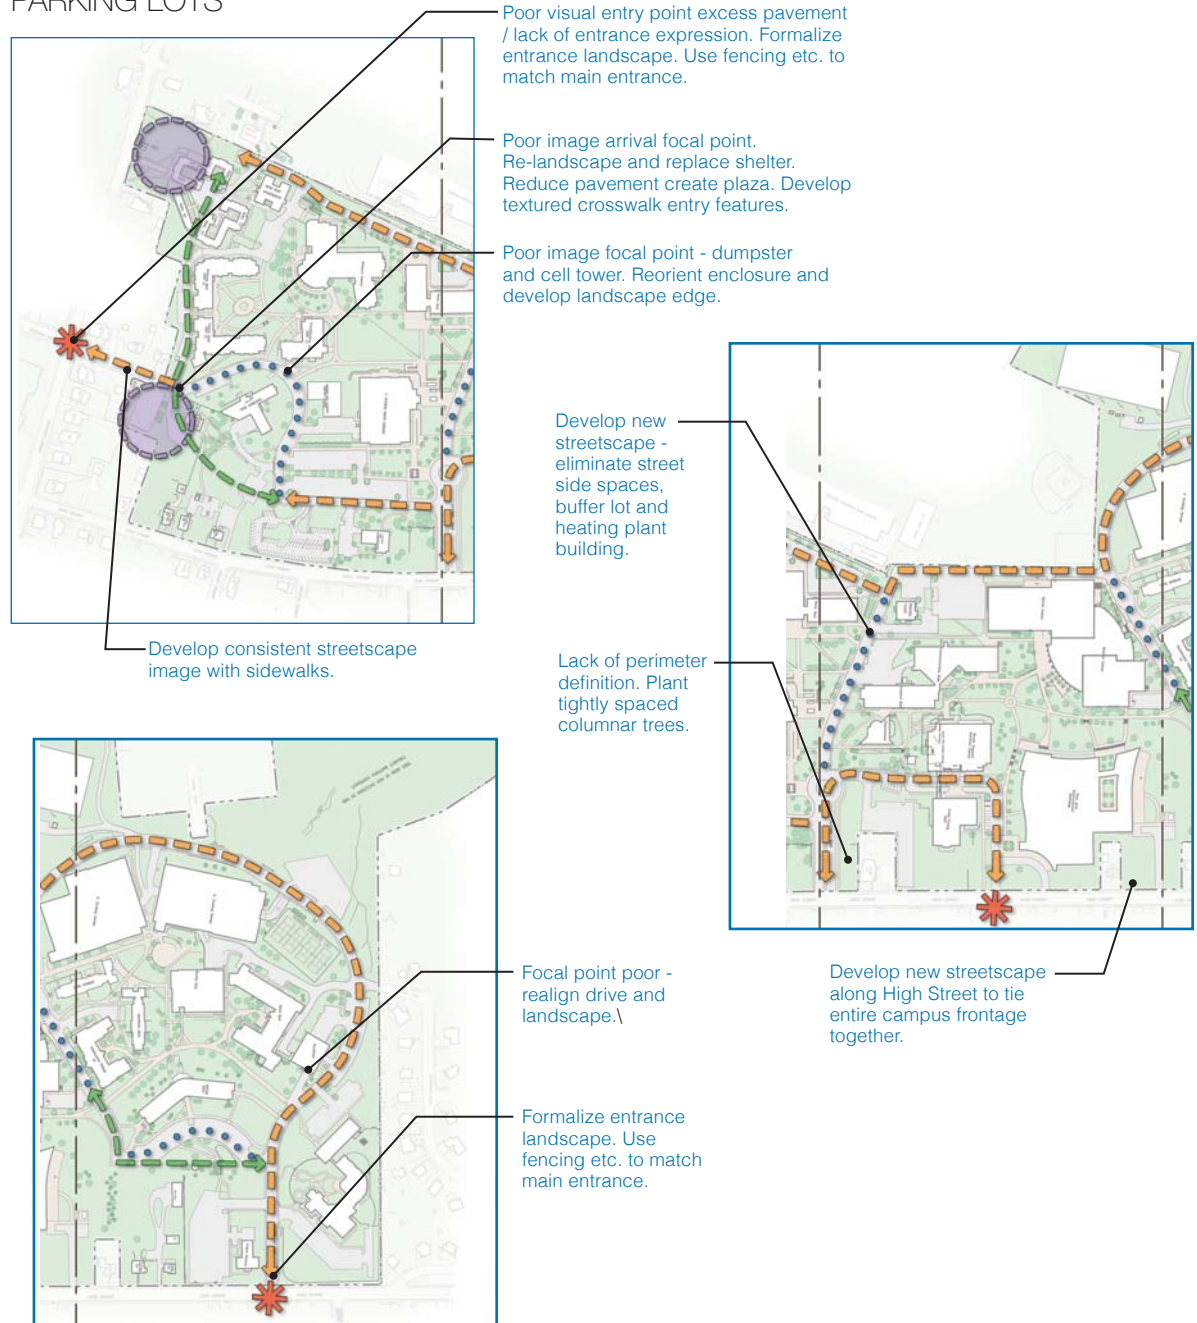 PARKING LOTS
Poor visual entry point excess pavement
/ lack of entrance expression. Formalize
entrance landscape. Use fencing etc. to
match main entrance.
Poor image arrival focal point.
Re-landscape and replace shelter.
Reduce pavement create plaza. Develop
textured crosswalk entry features.
Poor image focal point - dumpster
and cell tower. Reorient enclosure and
develop landscape edge.
Develop consistent streetscape
image with sidewalks.
Develop new
streetscape -
eliminate street
side spaces,
buffer lot and
heating plant
building.
Lack of perimeter
definition. Plant
tightly spaced
columnar trees.
Develop new streetscape
along High Street to tie
entire campus frontage
together.
Focal point poor -
realign drive and
landscape.\
Formalize entrance
landscape. Use
fencing etc. to match
main entrance.